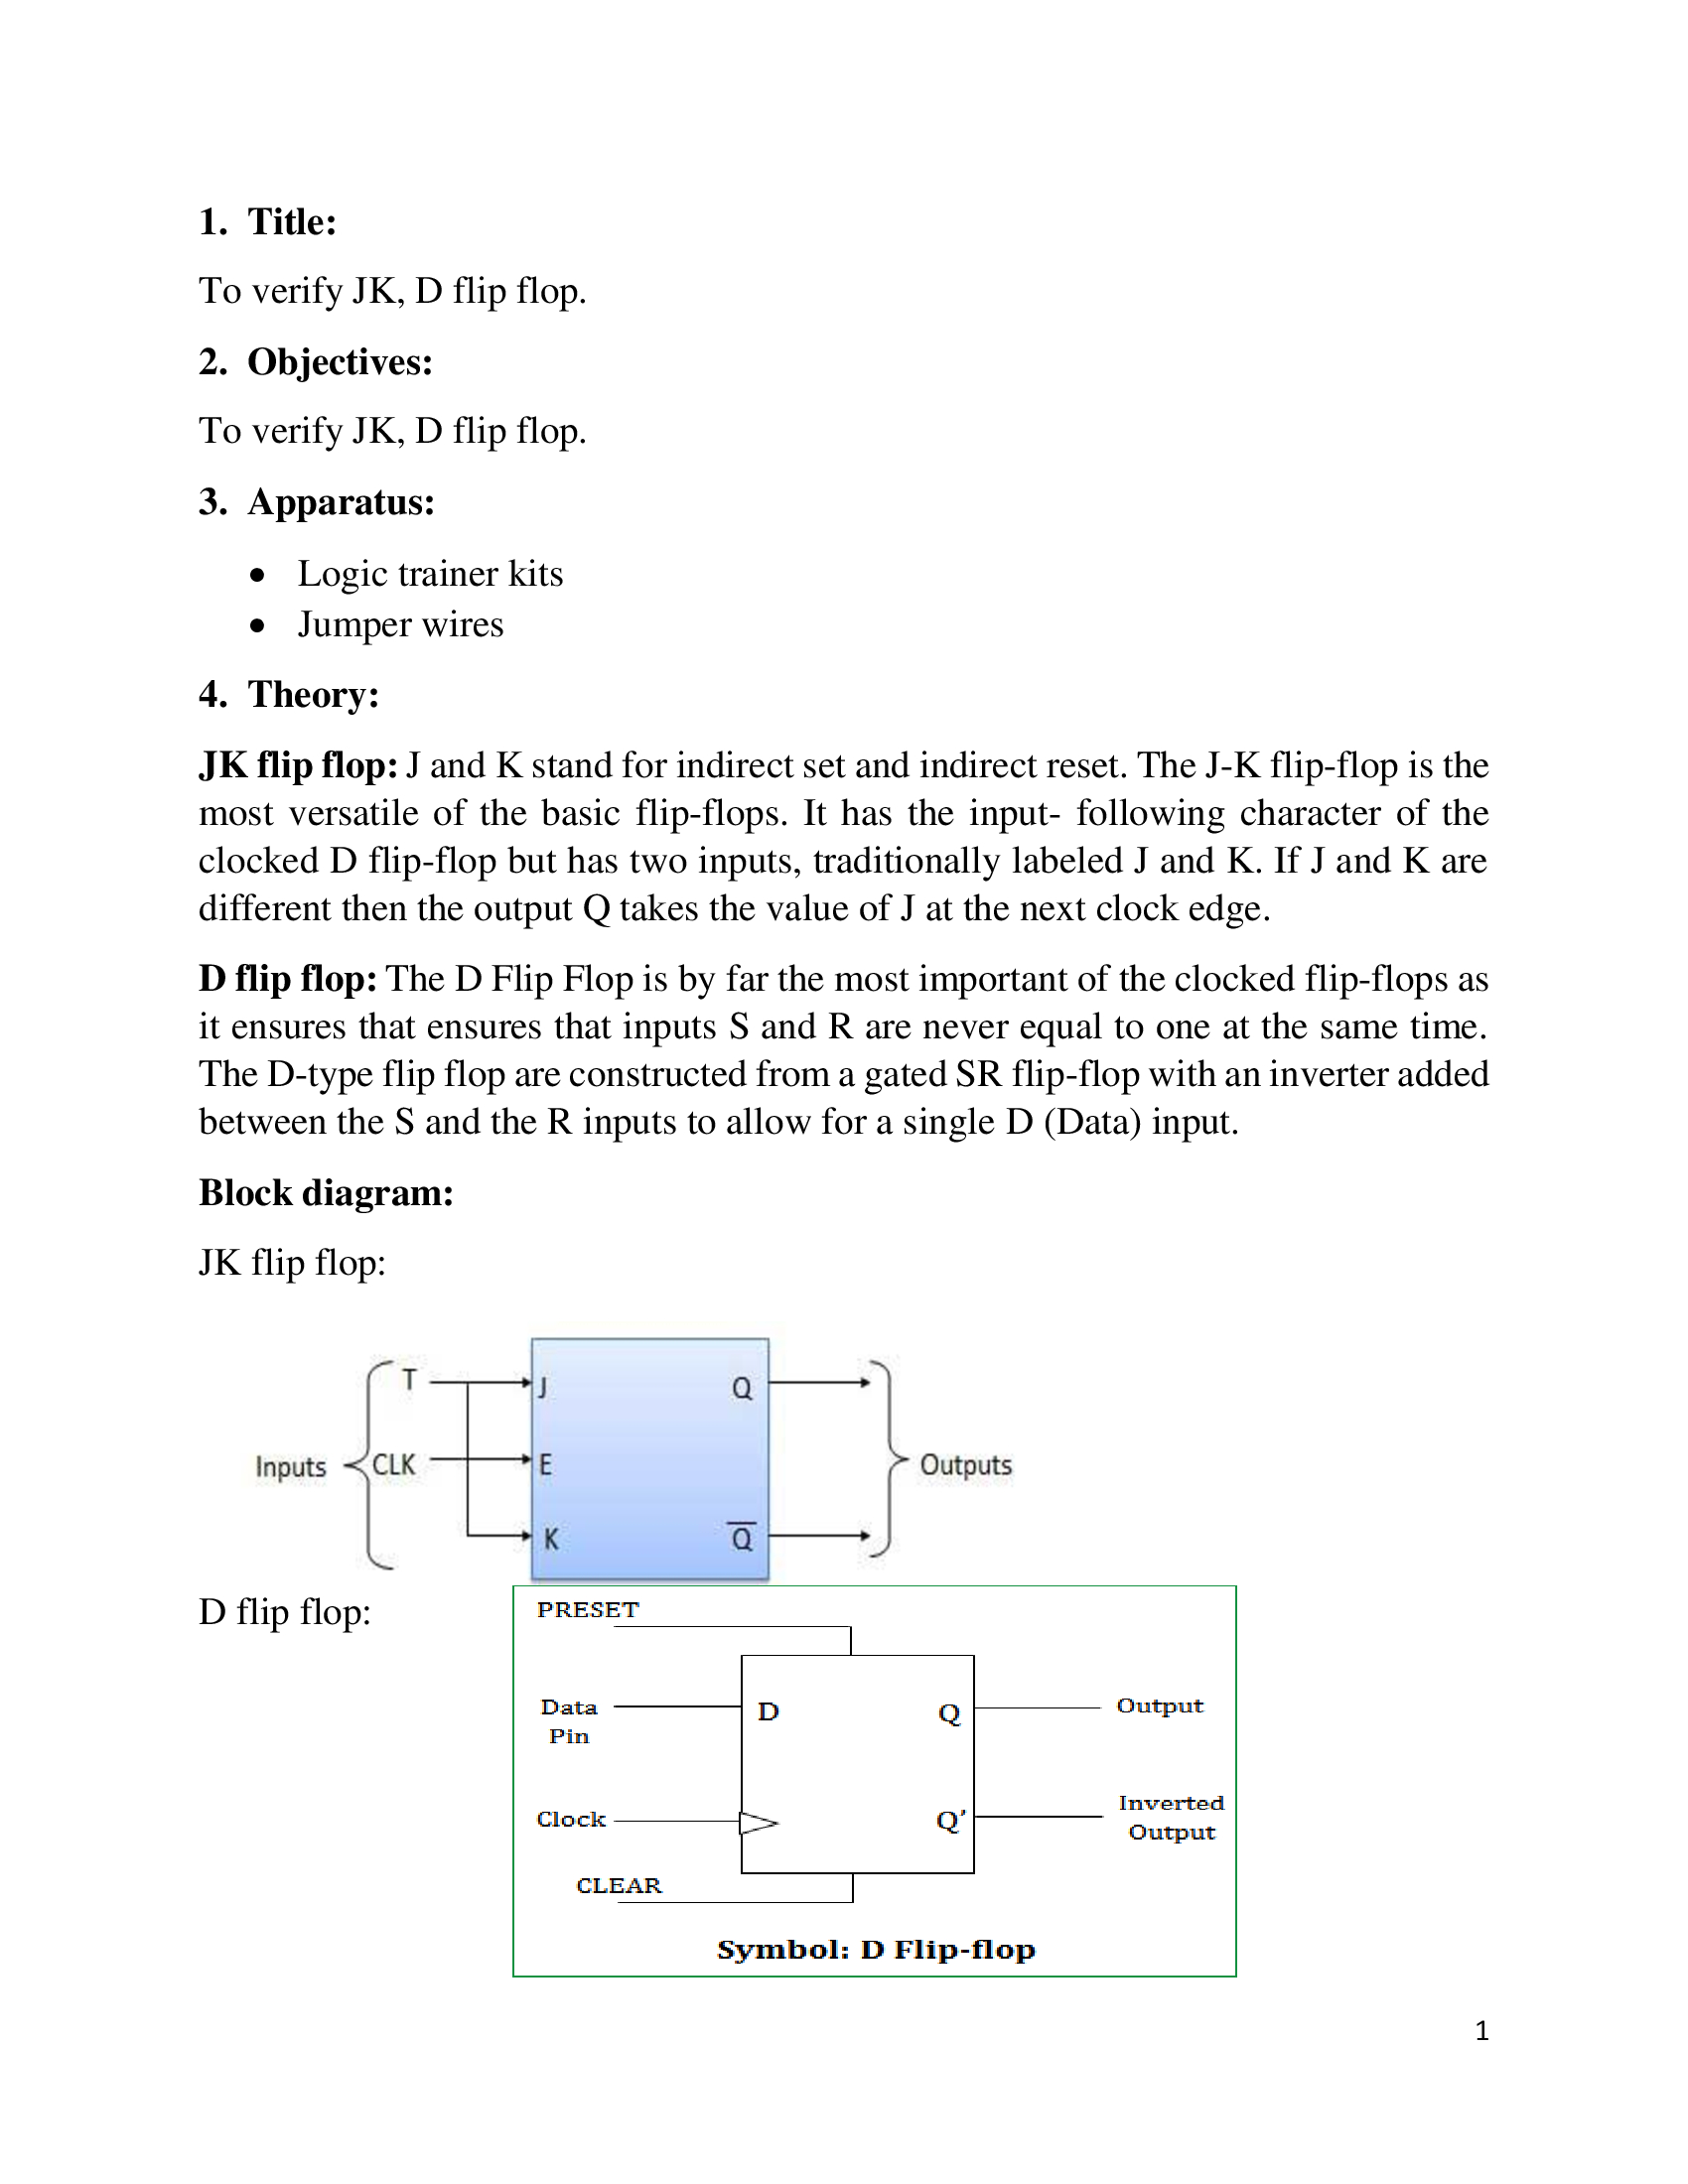 1. Title:
To verify JK, D flip flop.
2. Objectives:
To verify JK, D flip flop.
3. Apparatus:
• Logic trainer kits
• Jumper wires
4. Theory:
JK flip flop: J and K stand for indirect set and indirect reset. The J-K flip-flop is the
most versatile of the basic flip-flops. It has the input- following character of the
clocked D flip-flop but has two inputs, traditionally labeled J and K. If J and K are
different then the output Q takes the value of J at the next clock edge.
D flip flop: The D Flip Flop is by far the most important of the clocked flip-flops as
it ensures that ensures that inputs S and R are never equal to one at the same time.
The D-type flip flop are constructed from a gated SR flip-flop with an inverter added
between the S and the R inputs to allow for a single D (Data) input.
Block diagram:
JK flip flop:
T J Q
Inputs CLK E Outputs
K Q̅
D flip flop:
PRESET
Data D Q Output
Pin
Clock Q' Inverted
Output
CLEAR
Symbol: D Flip-flop
1